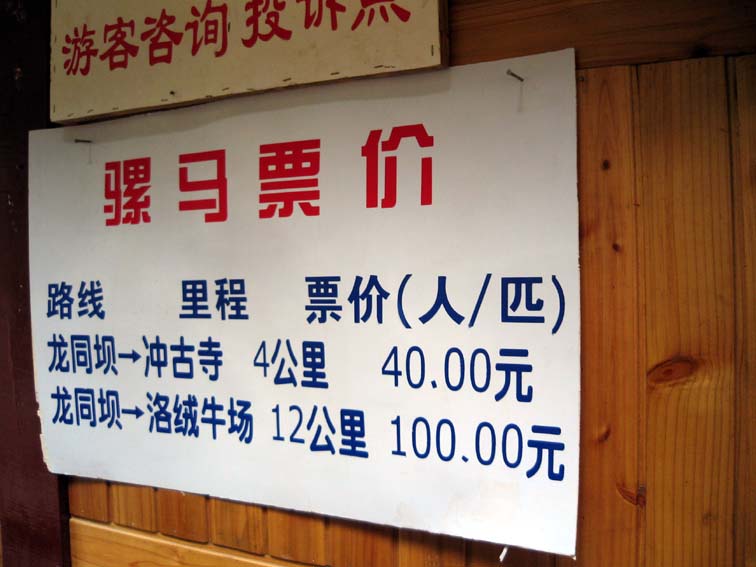 游客咨询投诉点
骡马票价
路线 里程 票价(人/匹)
龙同坝→冲古寺 4公里 40.00元
龙同坝→洛绒牛场 12公里 100.00元